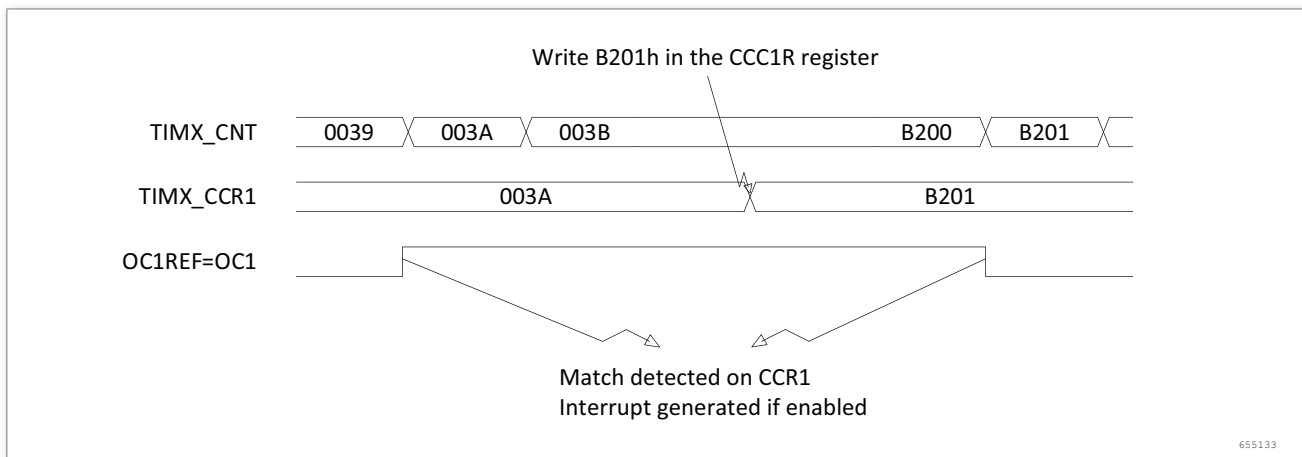 Write B201h in the CCC1R register
TIMX_CNT 0039 003A 003B B200 B201
TIMX_CCR1 003A B201
OC1REF=OC1
Match detected on CCR1
Interrupt generated if enabled
655133